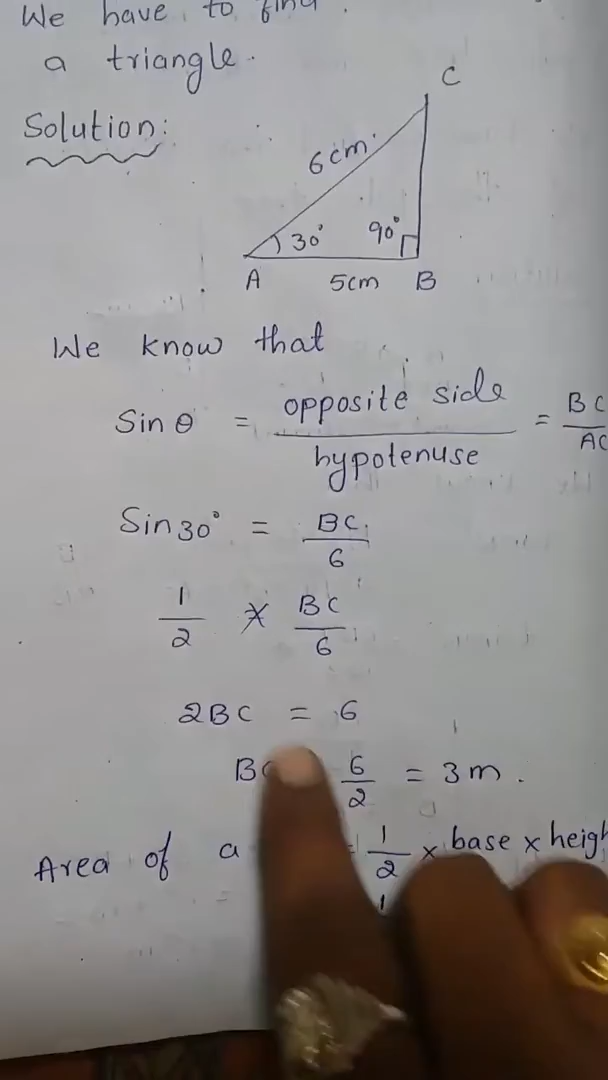 We have to find
a triangle.
Solution:
C
6cm.
30° 90°
A 5cm B
We know that
Sin θ = opposite side / hypotenuse = BC / AC
Sin 30° = BC / 6
1 / 2 = BC / 6
2BC = 6
BC 6 / 2 = 3m.
Area of a = 1 / 2 × base × heigh
1